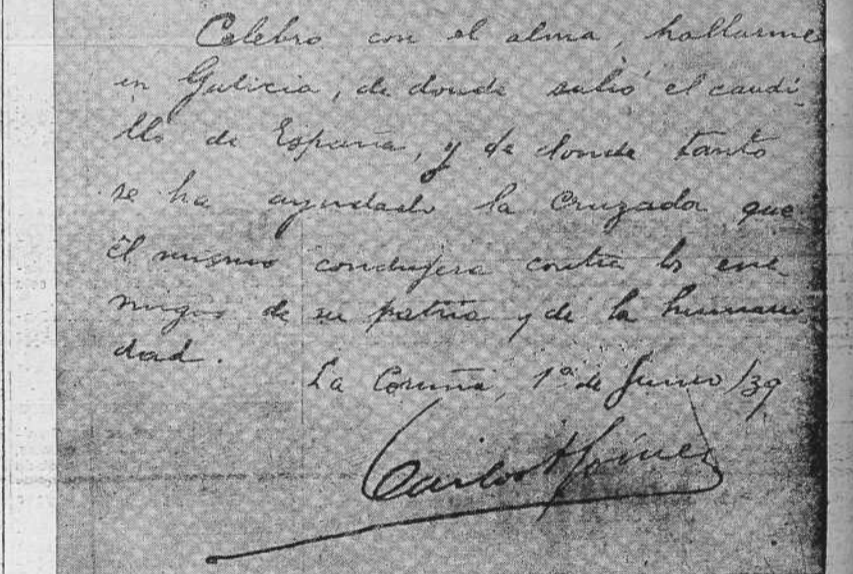 Celebro con el alma, hallarme
en Galicia, de donde salió el caudi-
llo de España, y de donde tanto
se ha ayudado la Cruzada que
él mismo condujera contra los ene
migos de su patria y de la humani
dad.
La Coruña, 1º de Junio/39
Carlos A Gómez